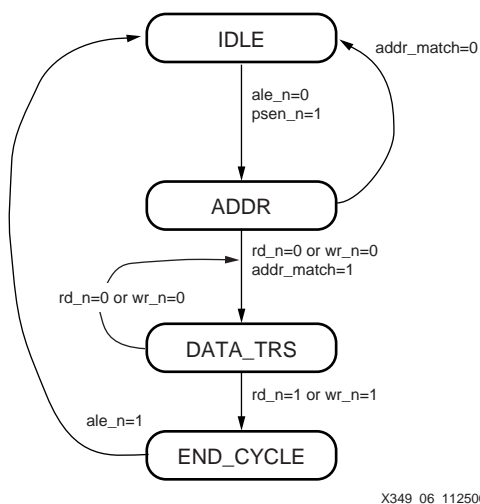 IDLE
addr_match=0
ale_n=0
psen_n=1
ADDR
rd_n=0 or wr_n=0
addr_match=1
rd_n=0 or wr_n=0
DATA_TRS
rd_n=1 or wr_n=1
ale_n=1
END_CYCLE